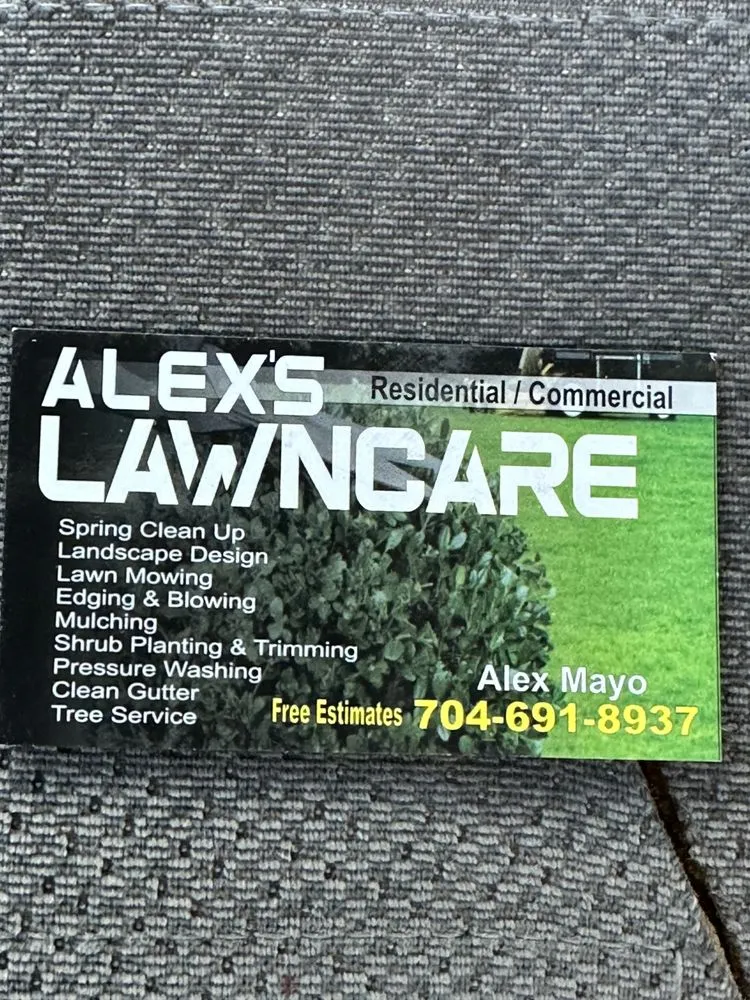 ALEX'S
Residential / Commercial
LAWNCARE
Spring Clean Up
Landscape Design
Lawn Mowing
Edging & Blowing
Mulching
Shrub Planting & Trimming
Pressure Washing
Clean Gutter
Tree Service
Alex Mayo
Free Estimates 704-691-8937